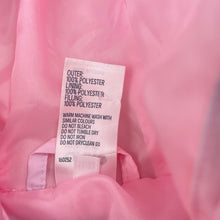 OUTER:
100% POLYESTER
LINING:
100% POLYESTER
FILLING:
100% POLYESTER
WARM MACHINE WASH WITH
SIMILAR COLOURS
DO NOT BLEACH
DO NOT TUMBLE DRY
DO NOT IRON
DO NOT DRYCLEAN